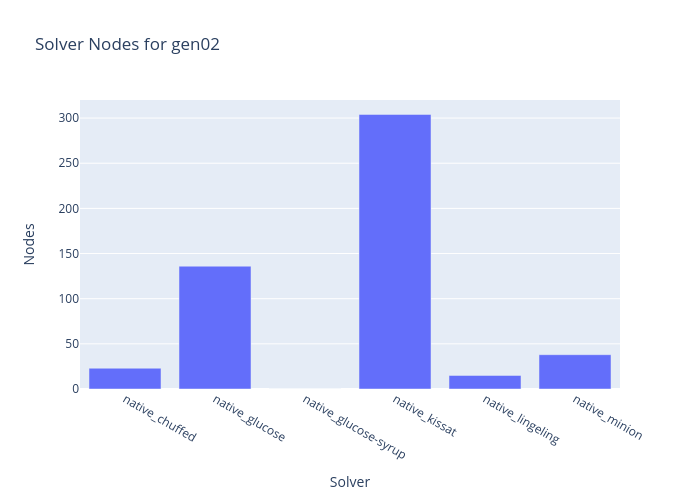 Solver Nodes for gen02
300
250
200
150
100
50
0
Nodes
native_chuffed
native_glucose
native_glucose-syrup
native_kissat
native_lingeling
native_minion
Solver